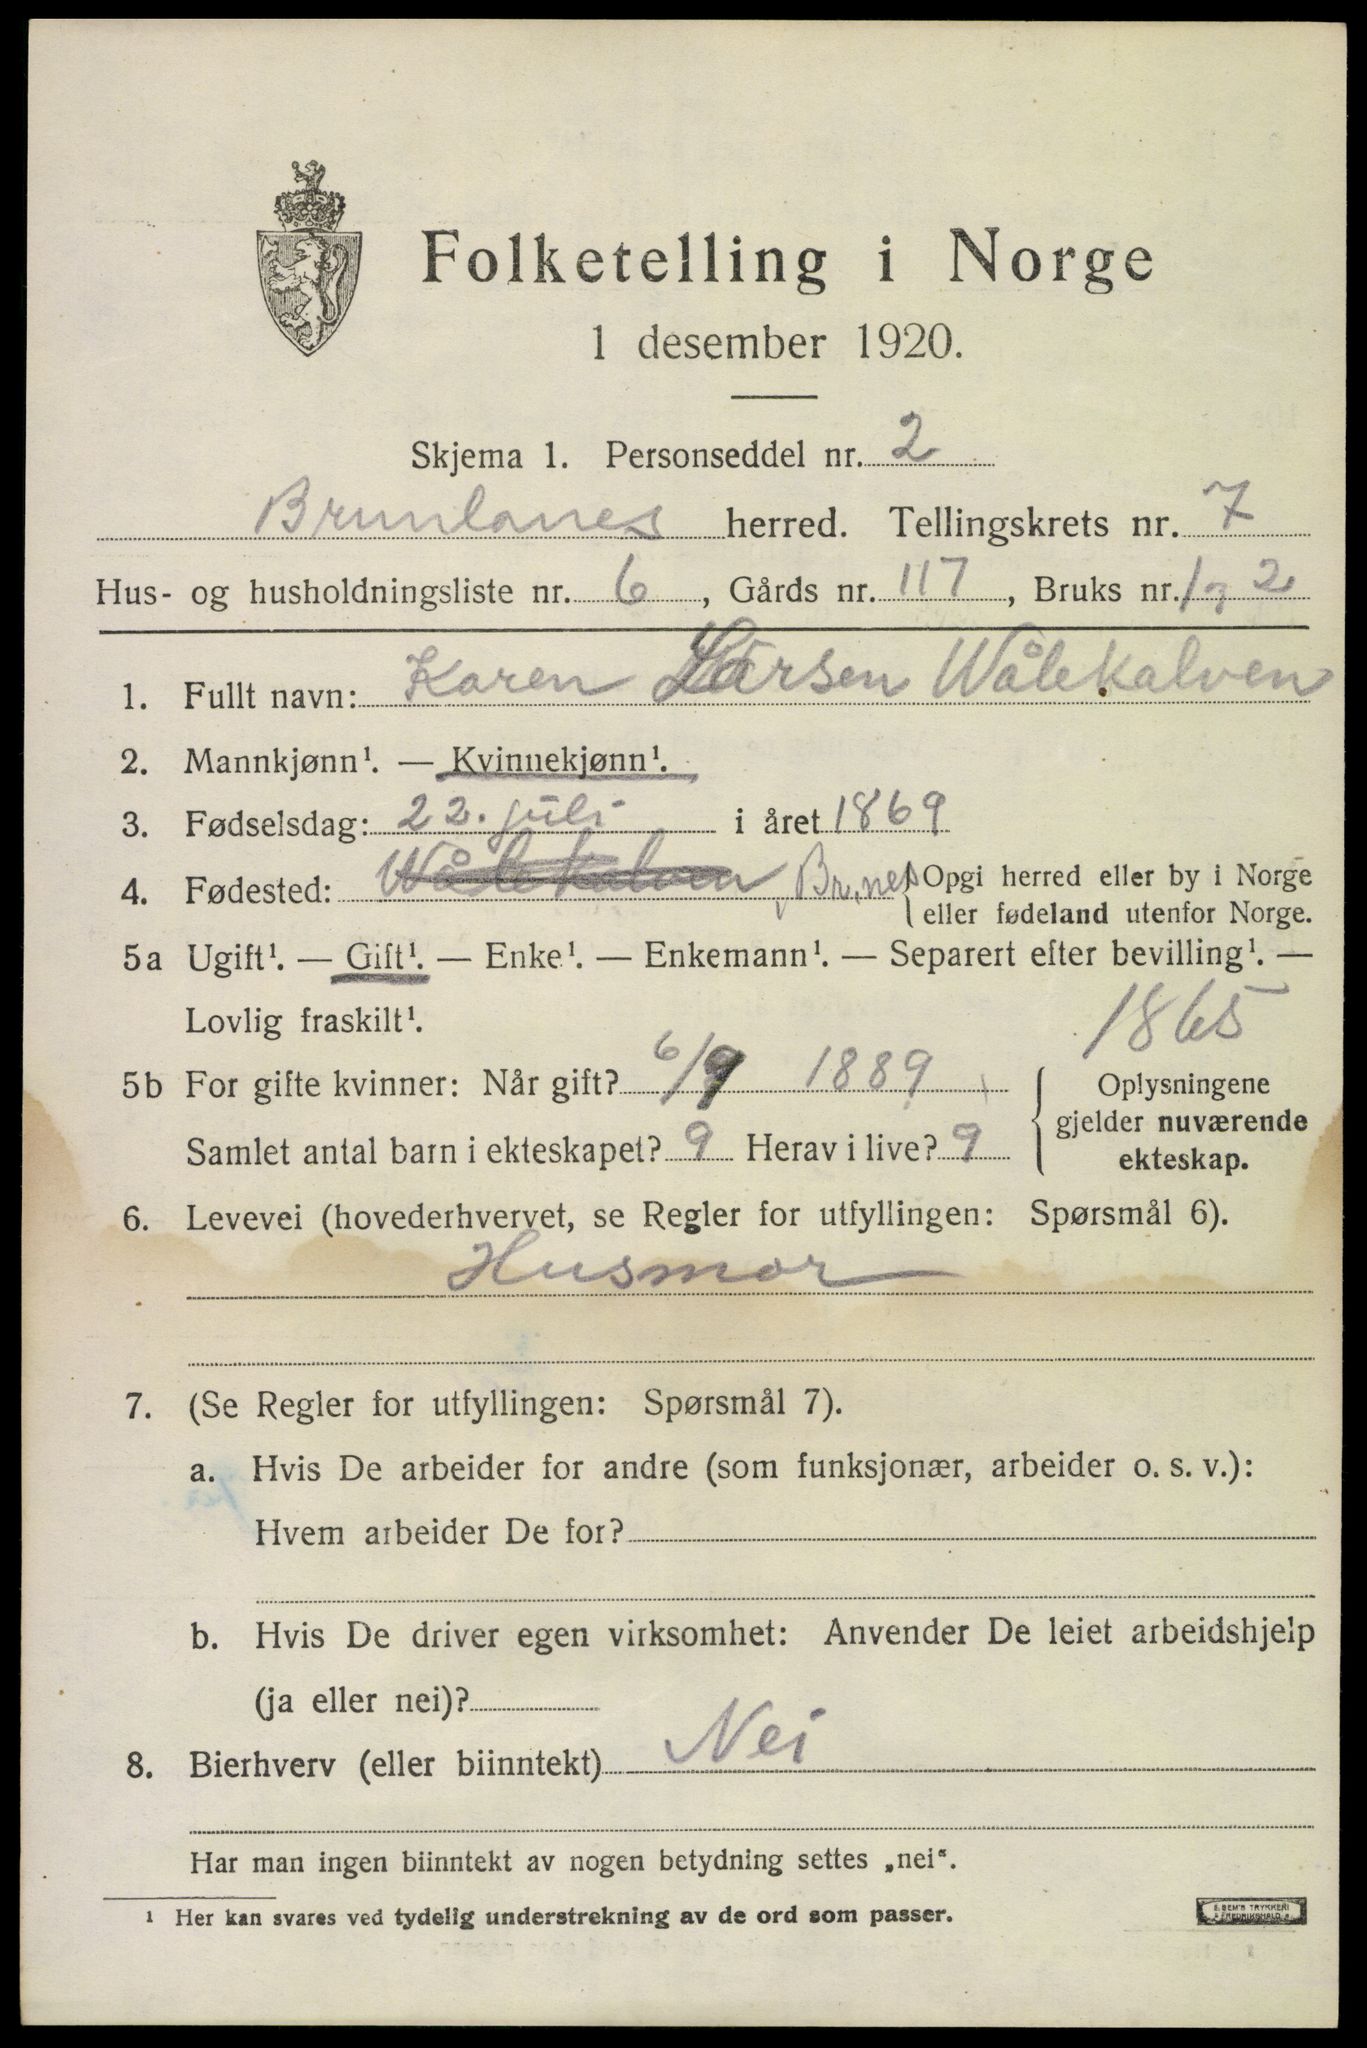 Folketelling i Norge
1 desember 1920.
Skjema 1. Personseddel nr. 2
Brunlanes herred. Tellingskrets nr. 7
Hus- og husholdningsliste nr. 6, Gårds nr. 117, Bruks nr. 1 2
1. Fullt navn: Karen Larsen Wålekalven
2. Mannkjønn¹. — Kvinnekjønn¹.
3. Fødselsdag: 22. juli i året 1869
4. Fødested: Wålekalven, Br.nes { Opgi herred eller by i Norge
eller fødeland utenfor Norge.
5a Ugift¹. — Gift¹. — Enke¹. — Enkemann¹. — Separert efter bevilling¹. —
Lovlig fraskilt¹.
1865
5b For gifte kvinner: Når gift? 6/9 1889 { Oplysningene
gjelder nuværende
Samlet antal barn i ekteskapet? 9 Herav i live? 9
ekteskap.
6. Levevei (hovederhvervet, se Regler for utfyllingen: Spørsmål 6).
Husmor
7. (Se Regler for utfyllingen: Spørsmål 7).
a. Hvis De arbeider for andre (som funksjonær, arbeider o. s. v.):
Hvem arbeider De for?
b. Hvis De driver egen virksomhet: Anvender De leiet arbeidshjelp
(ja eller nei)?
8. Bierhverv (eller biinntekt) Nei
Har man ingen biinntekt av nogen betydning settes „nei“.
¹ Her kan svares ved tydelig understrekning av de ord som passer.
E. SEM'S TRYKKERI
FREDRIKSHALD